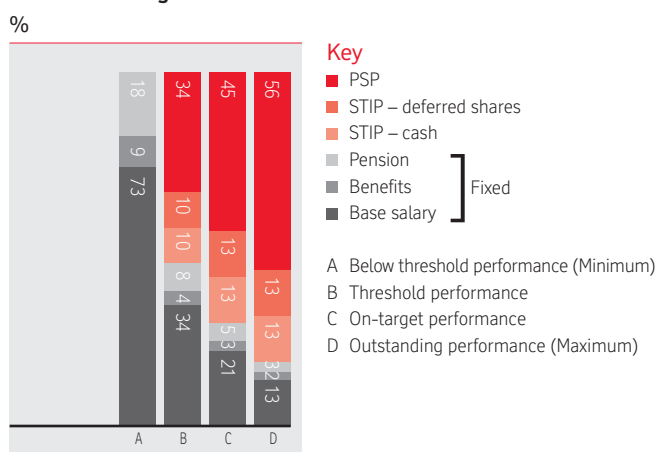 %
18
9
73
34
10
10
8
4
34
45
13
13
5
3
21
56
13
13
3
2
13
A B C D
Key
PSP
STIP – deferred shares
STIP – cash
Pension
Benefits
Base salary
Fixed
A Below threshold performance (Minimum)
B Threshold performance
C On-target performance
D Outstanding performance (Maximum)